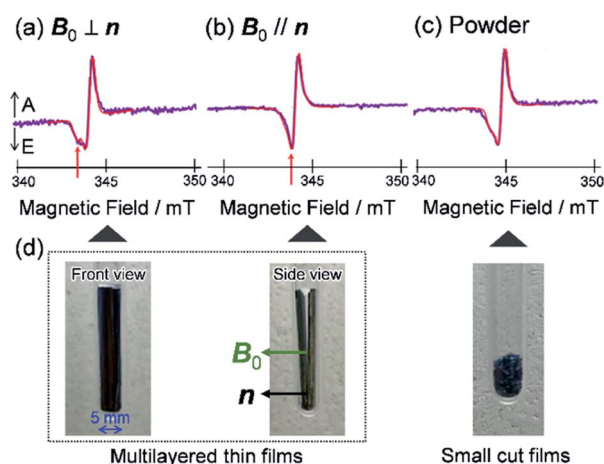 (a) B₀ ⊥ n (b) B₀ // n (c) Powder
A
E
340 345 350 340 345 350 340 345 350
Magnetic Field / mT Magnetic Field / mT Magnetic Field / mT
(d)
Front view Side view
B₀
n
5 mm
Multilayered thin films Small cut films